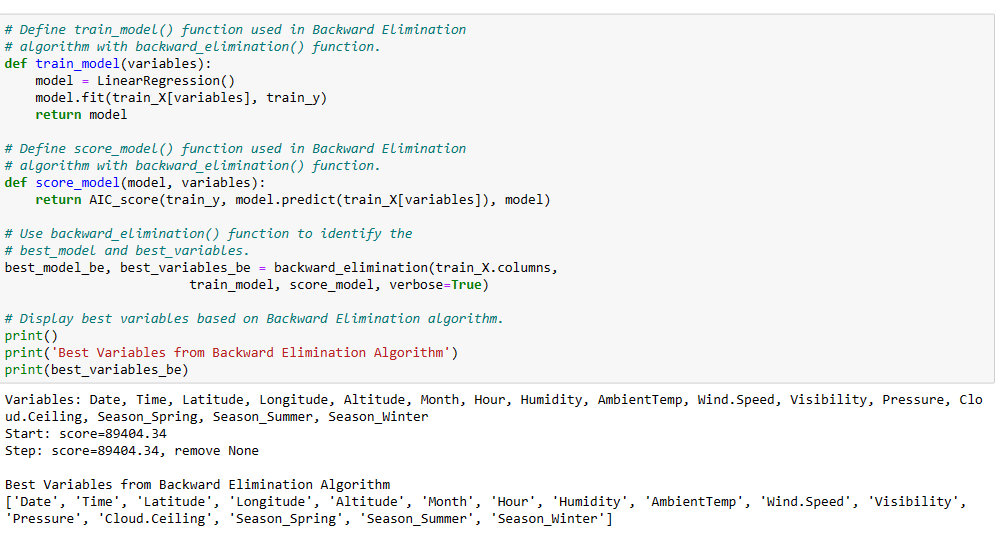 # Define train_model() function used in Backward Elimination
# algorithm with backward_elimination() function.
def train_model(variables):
    model = LinearRegression()
    model.fit(train_X[variables], train_y)
    return model

# Define score_model() function used in Backward Elimination
# algorithm with backward_elimination() function.
def score_model(model, variables):
    return AIC_score(train_y, model.predict(train_X[variables]), model)

# Use backward_elimination() function to identify the
# best_model and best_variables.
best_model_be, best_variables_be = backward_elimination(train_X.columns,
                        train_model, score_model, verbose=True)

# Display best variables based on Backward Elimination algorithm.
print()
print('Best Variables from Backward Elimination Algorithm')
print(best_variables_be)
Variables: Date, Time, Latitude, Longitude, Altitude, Month, Hour, Humidity, AmbientTemp, Wind.Speed, Visibility, Pressure, Clo
ud.Ceiling, Season_Spring, Season_Summer, Season_Winter
Start: score=89404.34
Step: score=89404.34, remove None

Best Variables from Backward Elimination Algorithm
['Date', 'Time', 'Latitude', 'Longitude', 'Altitude', 'Month', 'Hour', 'Humidity', 'AmbientTemp', 'Wind.Speed', 'Visibility',
'Pressure', 'Cloud.Ceiling', 'Season_Spring', 'Season_Summer', 'Season_Winter']